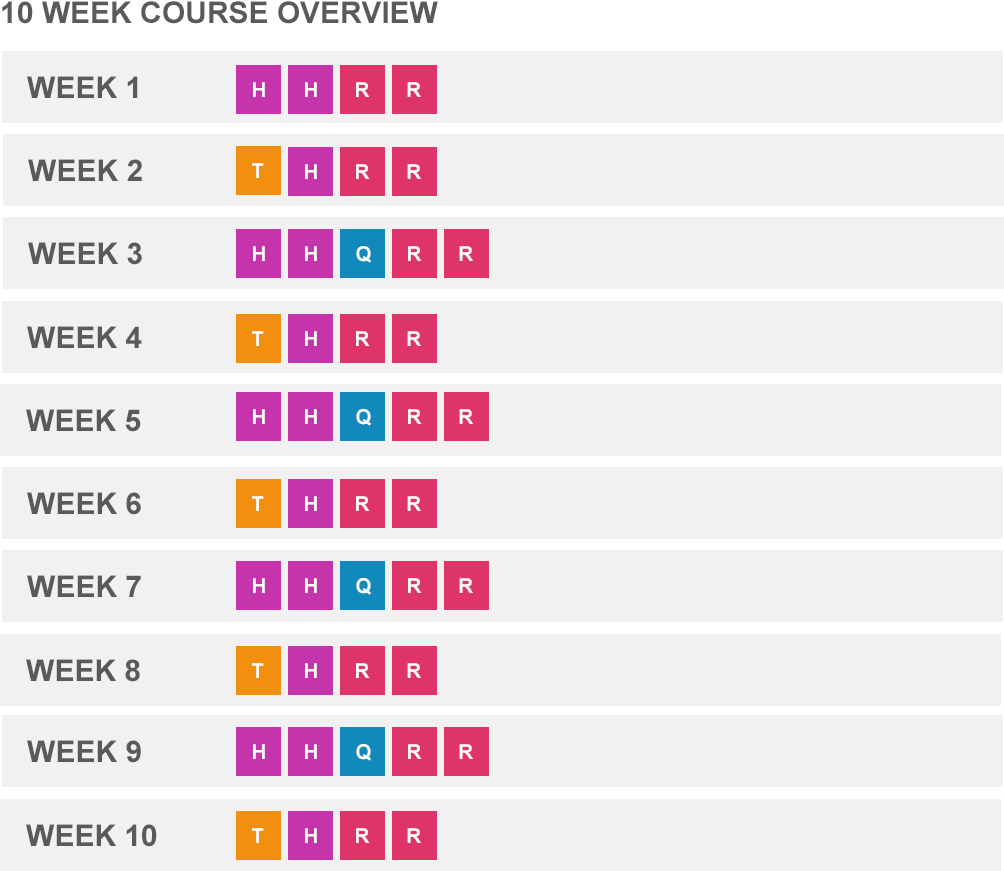 10 WEEK COURSE OVERVIEW
WEEK 1 H H R R
WEEK 2 T H R R
WEEK 3 H H Q R R
WEEK 4 T H R R
WEEK 5 H H Q R R
WEEK 6 T H R R
WEEK 7 H H Q R R
WEEK 8 T H R R
WEEK 9 H H Q R R
WEEK 10 T H R R